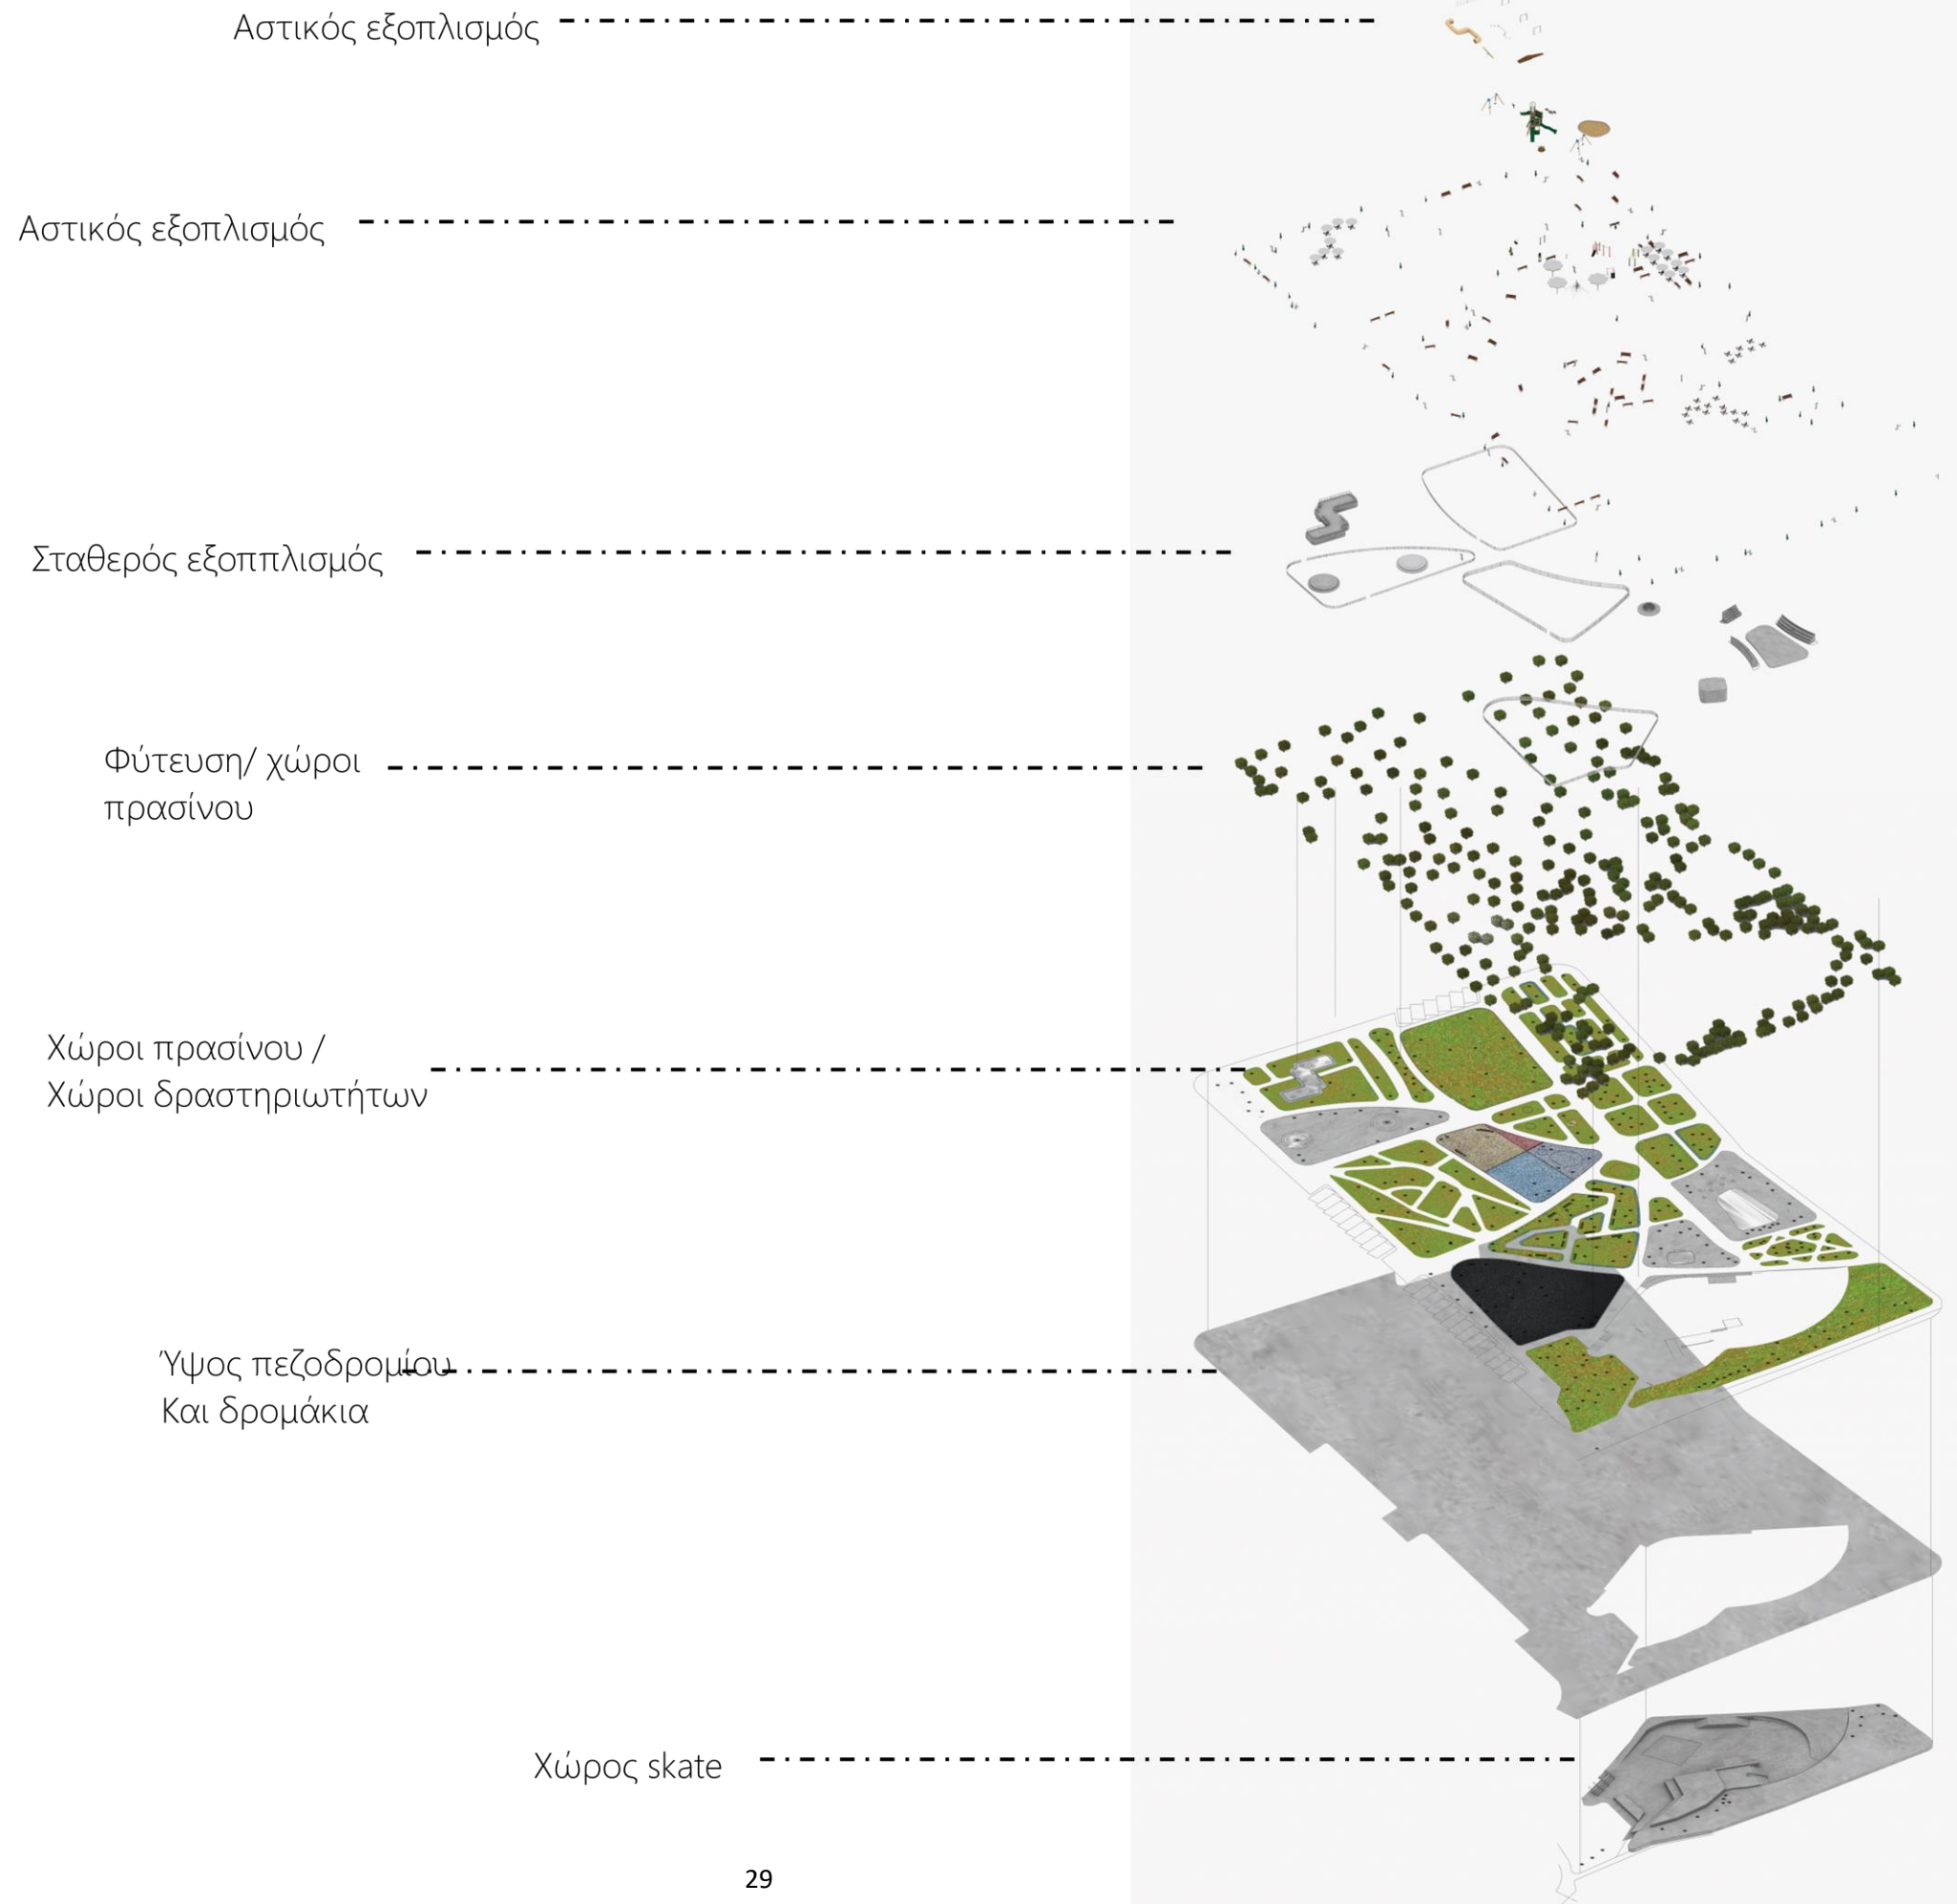 Αστικός εξοπλισμός
Αστικός εξοπλισμός
Σταθερός εξοππλισμός
Φύτευση/ χώροι
πρασίνου
Χώροι πρασίνου /
Χώροι δραστηριωτήτων
Ύψος πεζοδρομίου
Και δρομάκια
Χώρος skate
29